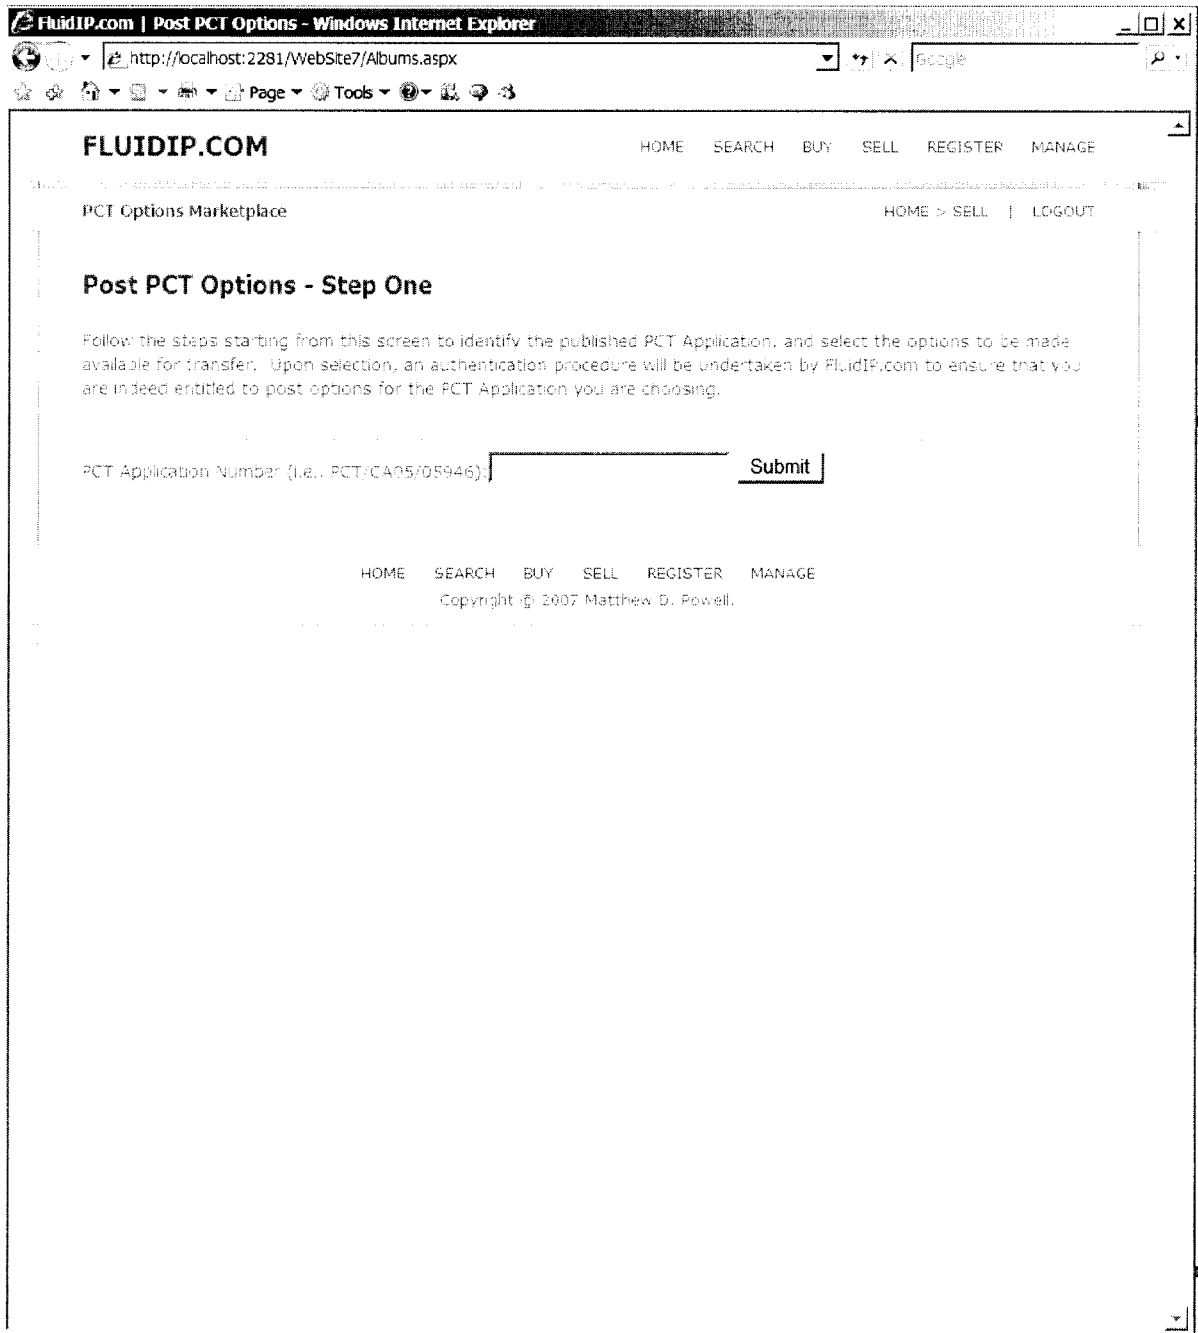 FluidIP.com | Post PCT Options - Windows Internet Explorer
http://localhost:2281/WebSite7/Albums.aspx
Google
Page Tools
FLUIDIP.COM
HOME SEARCH BUY SELL REGISTER MANAGE
PCT Options Marketplace
HOME > SELL | LOGOUT
Post PCT Options - Step One
Follow the steps starting from this screen to identify the published PCT Application, and select the options to be made
available for transfer. Upon selection, an authentication procedure will be undertaken by FluidIP.com to ensure that you
are indeed entitled to post options for the PCT Application you are choosing.
PCT Application Number (i.e., PCT/CA05/05946): Submit
HOME SEARCH BUY SELL REGISTER MANAGE
Copyright © 2007 Matthew D. Powell.